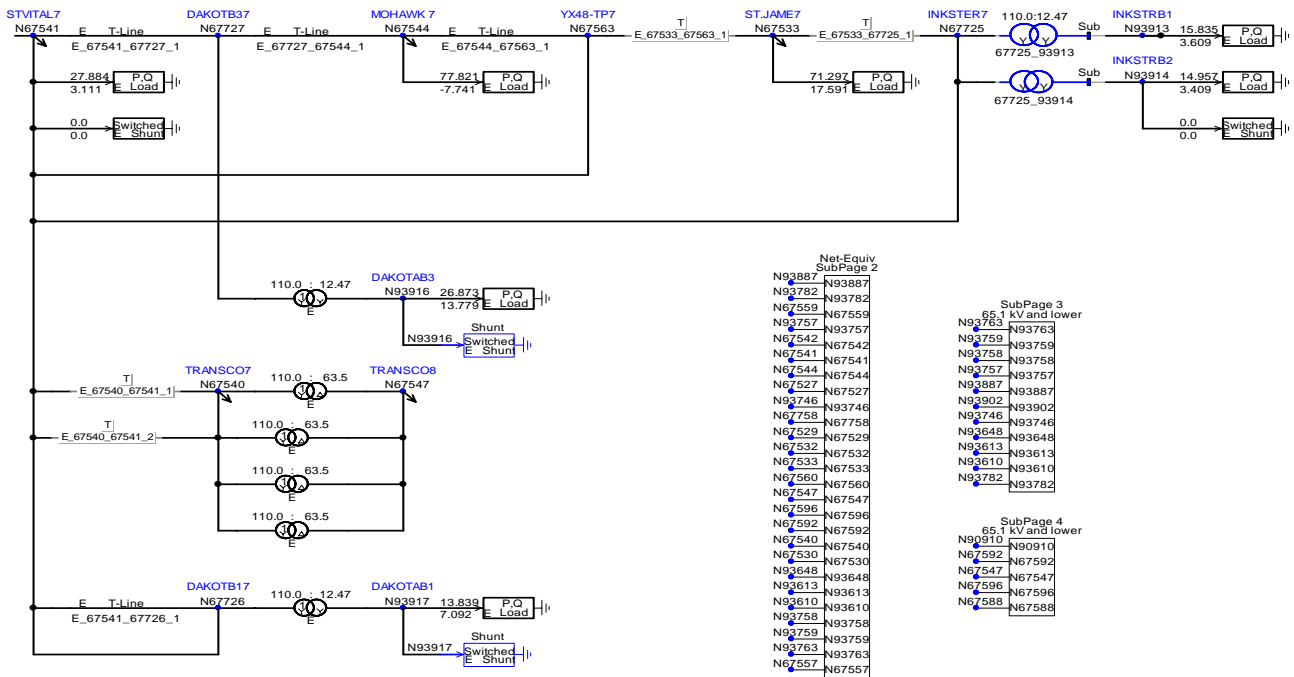 STVITAL7 DAKOTB37 MOHAWK 7 YX48-TP7 ST.JAME7 INKSTER7 INKSTRB1
N67541 N67727 N67544 N67563 N67533 N67725 N93913
E T-Line E T-Line E T-Line T T 110.0:12.47 Sub 15.835 P,Q
E_67541_67727_1 E_67727_67544_1 E_67544_67563_1 E_67533_67563_1 E_67533_67725_1 Y Y 67725_93913 3.609 E Load
INKSTRB2
27.884 P,Q 77.821 P,Q 71.297 P,Q Sub N93914 14.957 P,Q
3.111 E Load -7.741 E Load 17.591 E Load Y Y 67725_93914 3.409 E Load
0.0 Switched 0.0 Switched
0.0 E Shunt 0.0 E Shunt
Net-Equiv
SubPage 2
DAKOTAB3
110.0 : 12.47 N93916 26.873 P,Q
E 13.779 E Load
Shunt
N93916 Switched
E Shunt
TRANSCO7 TRANSCO8
T N67540 110.0 : 63.5 N67547
E_67540_67541_1 E
T 110.0 : 63.5
E_67540_67541_2 E
110.0 : 63.5
E
110.0 : 63.5
E
DAKOTB17 DAKOTAB1
E T-Line N67726 110.0 : 12.47 N93917 13.839 P,Q
E_67541_67726_1 E 7.092 E Load
Shunt
N93917 Switched
E Shunt
N93887 N93887
N93782 N93782
N67559 N67559
N93757 N93757
N67542 N67542
N67541 N67541
N67544 N67544
N67527 N67527
N93746 N93746
N67758 N67758
N67529 N67529
N67532 N67532
N67533 N67533
N67560 N67560
N67547 N67547
N67596 N67596
N67592 N67592
N67540 N67540
N67530 N67530
N93648 N93648
N93613 N93613
N93610 N93610
N93758 N93758
N93759 N93759
N93763 N93763
N67557 N67557
SubPage 3
65.1 kV and lower
N93763 N93763
N93759 N93759
N93758 N93758
N93757 N93757
N93887 N93887
N93902 N93902
N93746 N93746
N93648 N93648
N93613 N93613
N93610 N93610
N93782 N93782
SubPage 4
65.1 kV and lower
N90910 N90910
N67592 N67592
N67547 N67547
N67596 N67596
N67588 N67588